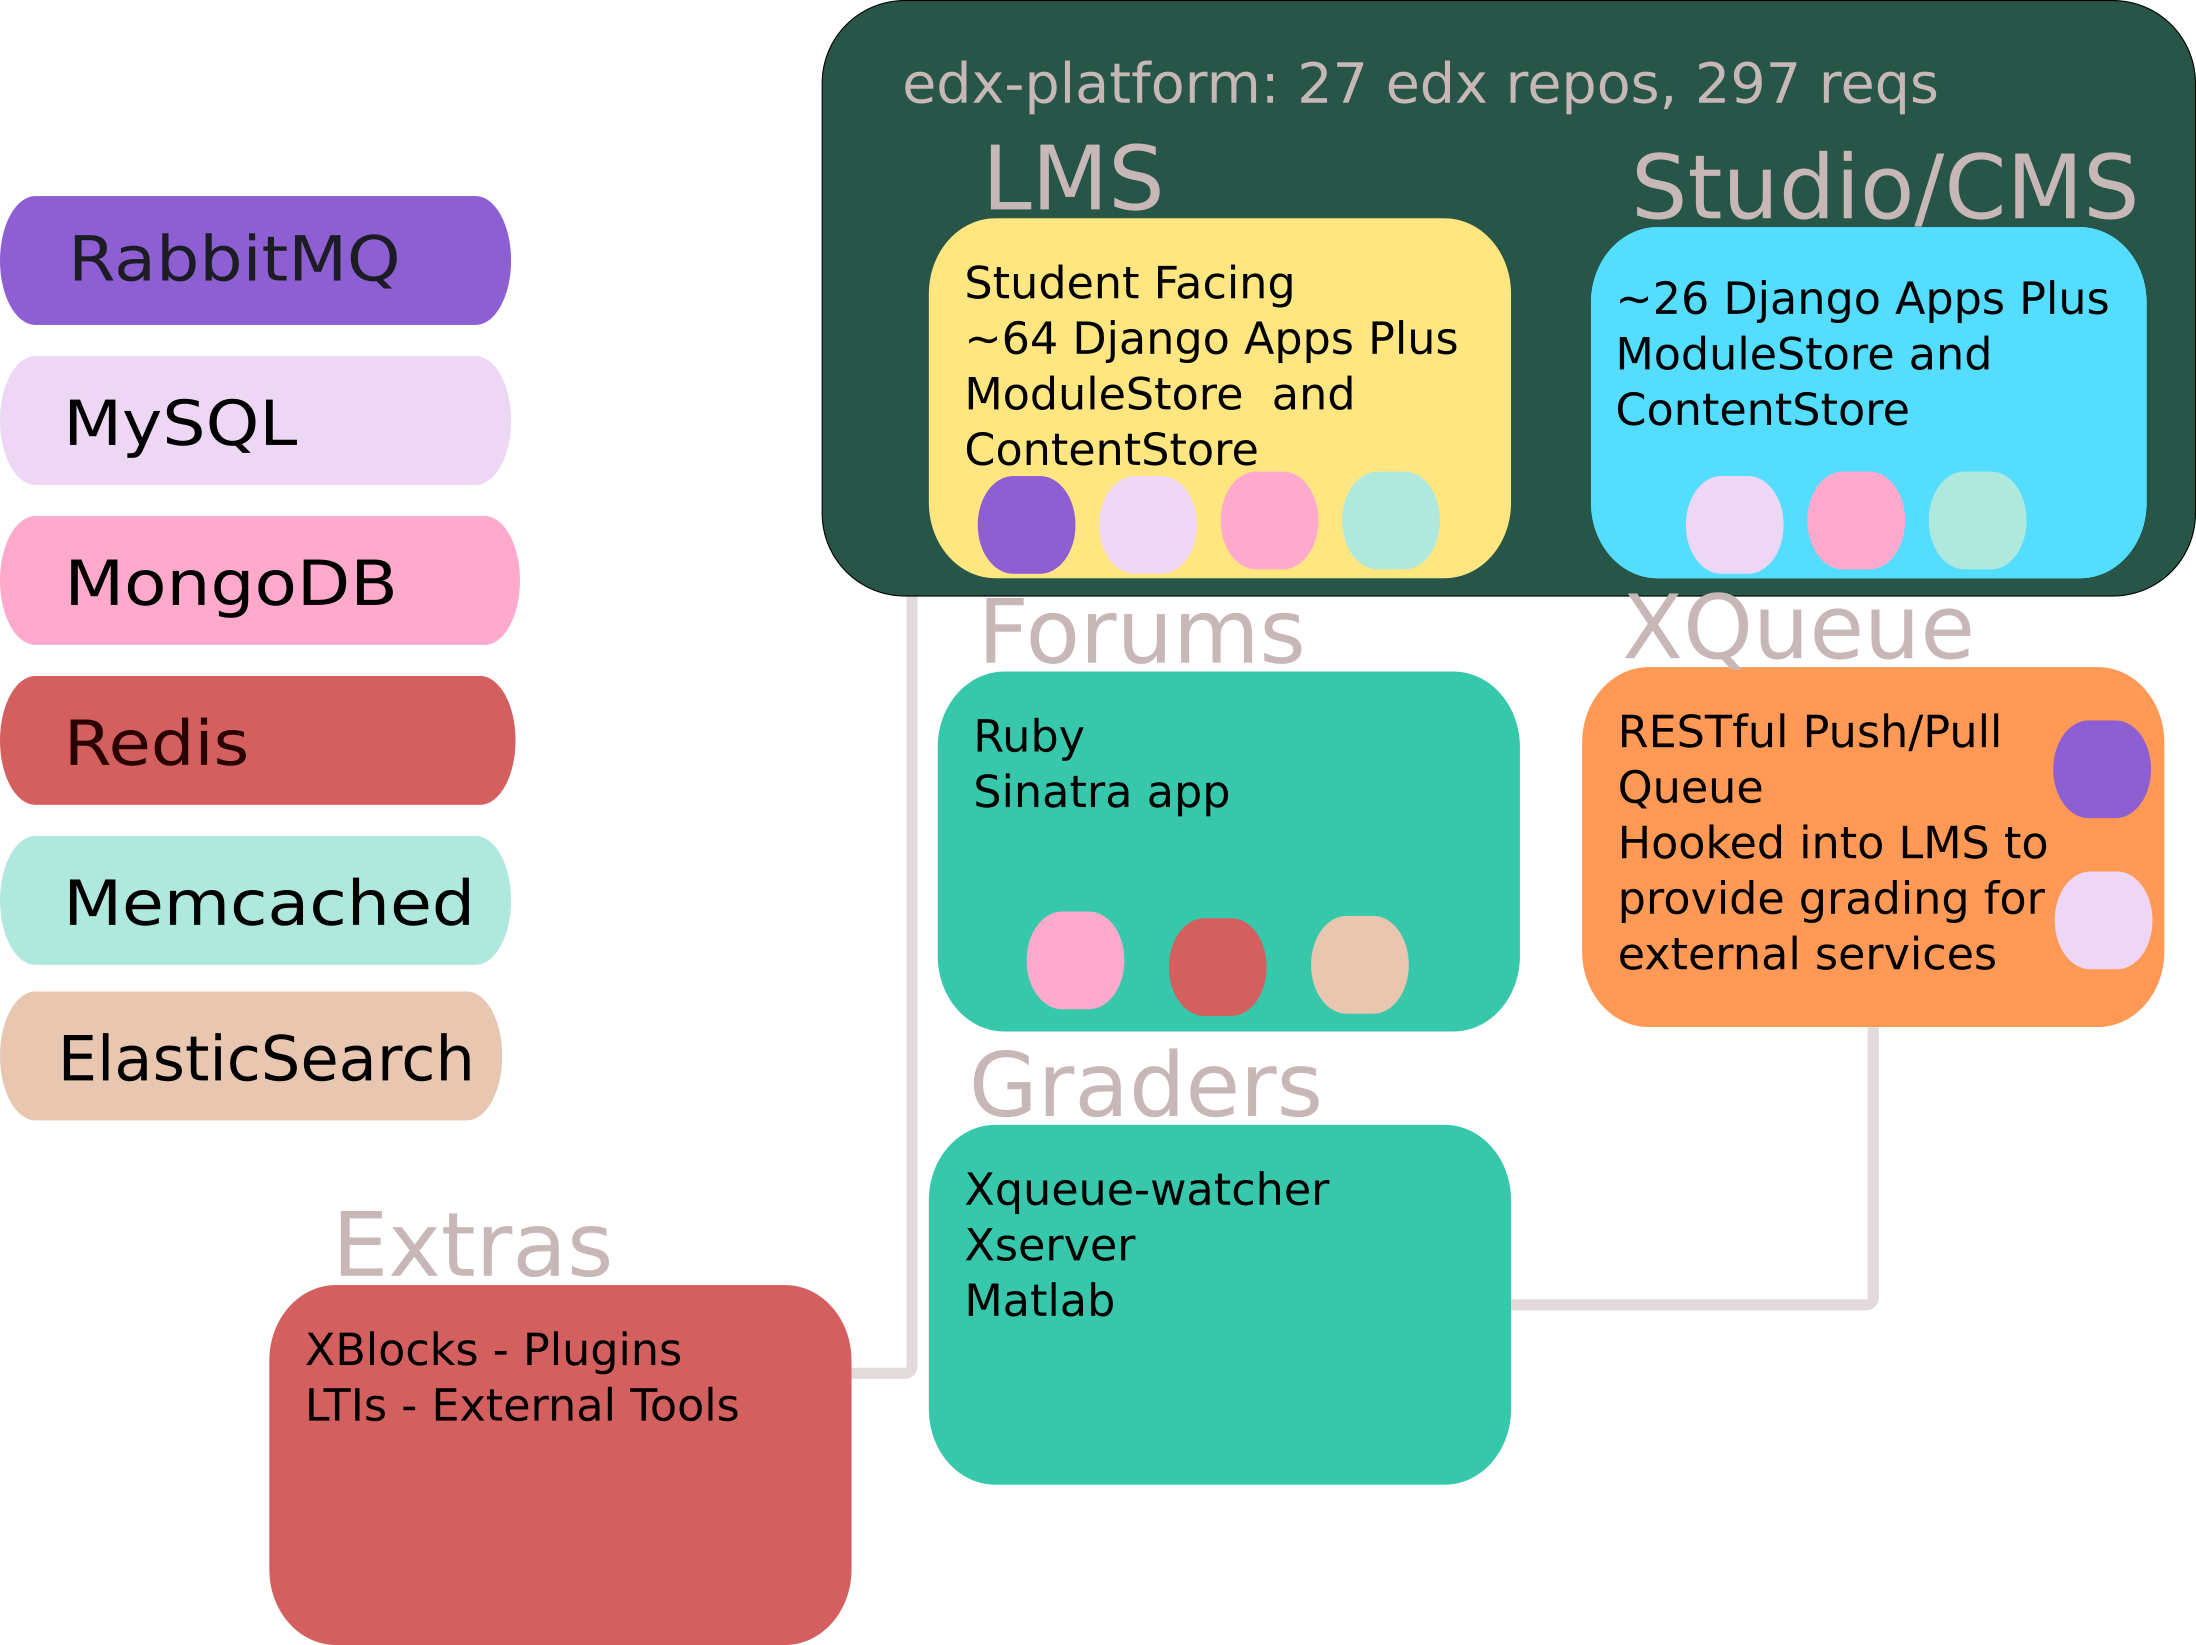 edx-platform: 27 edx repos, 297 reqs
LMS
Studio/CMS
Student Facing
~64 Django Apps Plus
ModuleStore  and
ContentStore
~26 Django Apps Plus
ModuleStore and
ContentStore
RabbitMQ
MySQL
MongoDB
Redis
Memcached
ElasticSearch
Forums
Ruby
Sinatra app
XQueue
RESTful Push/Pull
Queue
Hooked into LMS to
provide grading for
external services
Graders
Xqueue-watcher
Xserver
Matlab
Extras
XBlocks - Plugins
LTIs - External Tools